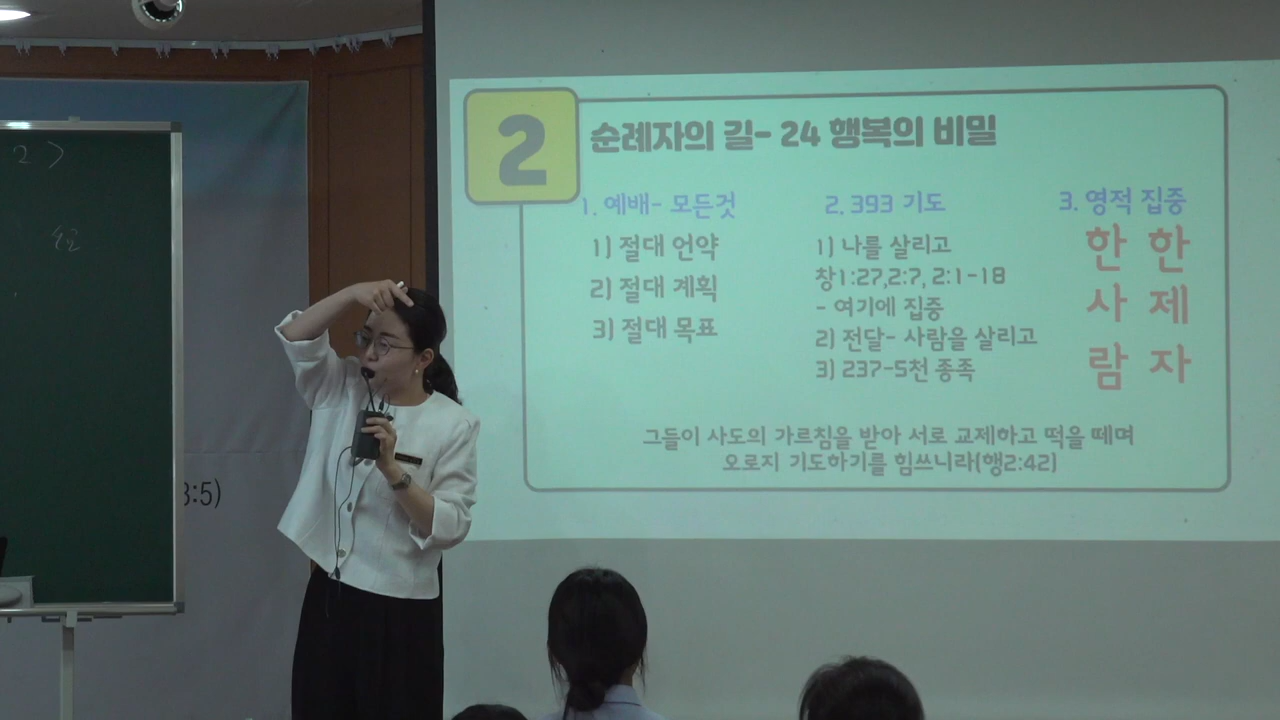 2 >
3:5)
2
순례자의 길- 24 행복의 비밀
1. 예배- 모든것
1) 절대 언약
2) 절대 계획
3) 절대 목표
2. 393 기도
1) 나를 살리고
창1:27,2:7, 2:1-18
- 여기에 집중
2) 전달- 사람을 살리고
3) 237-5천 종족
3. 영적 집중
한 한
사 제
람 자
그들이 사도의 가르침을 받아 서로 교제하고 떡을 떼며
오로지 기도하기를 힘쓰니라(행2:42)